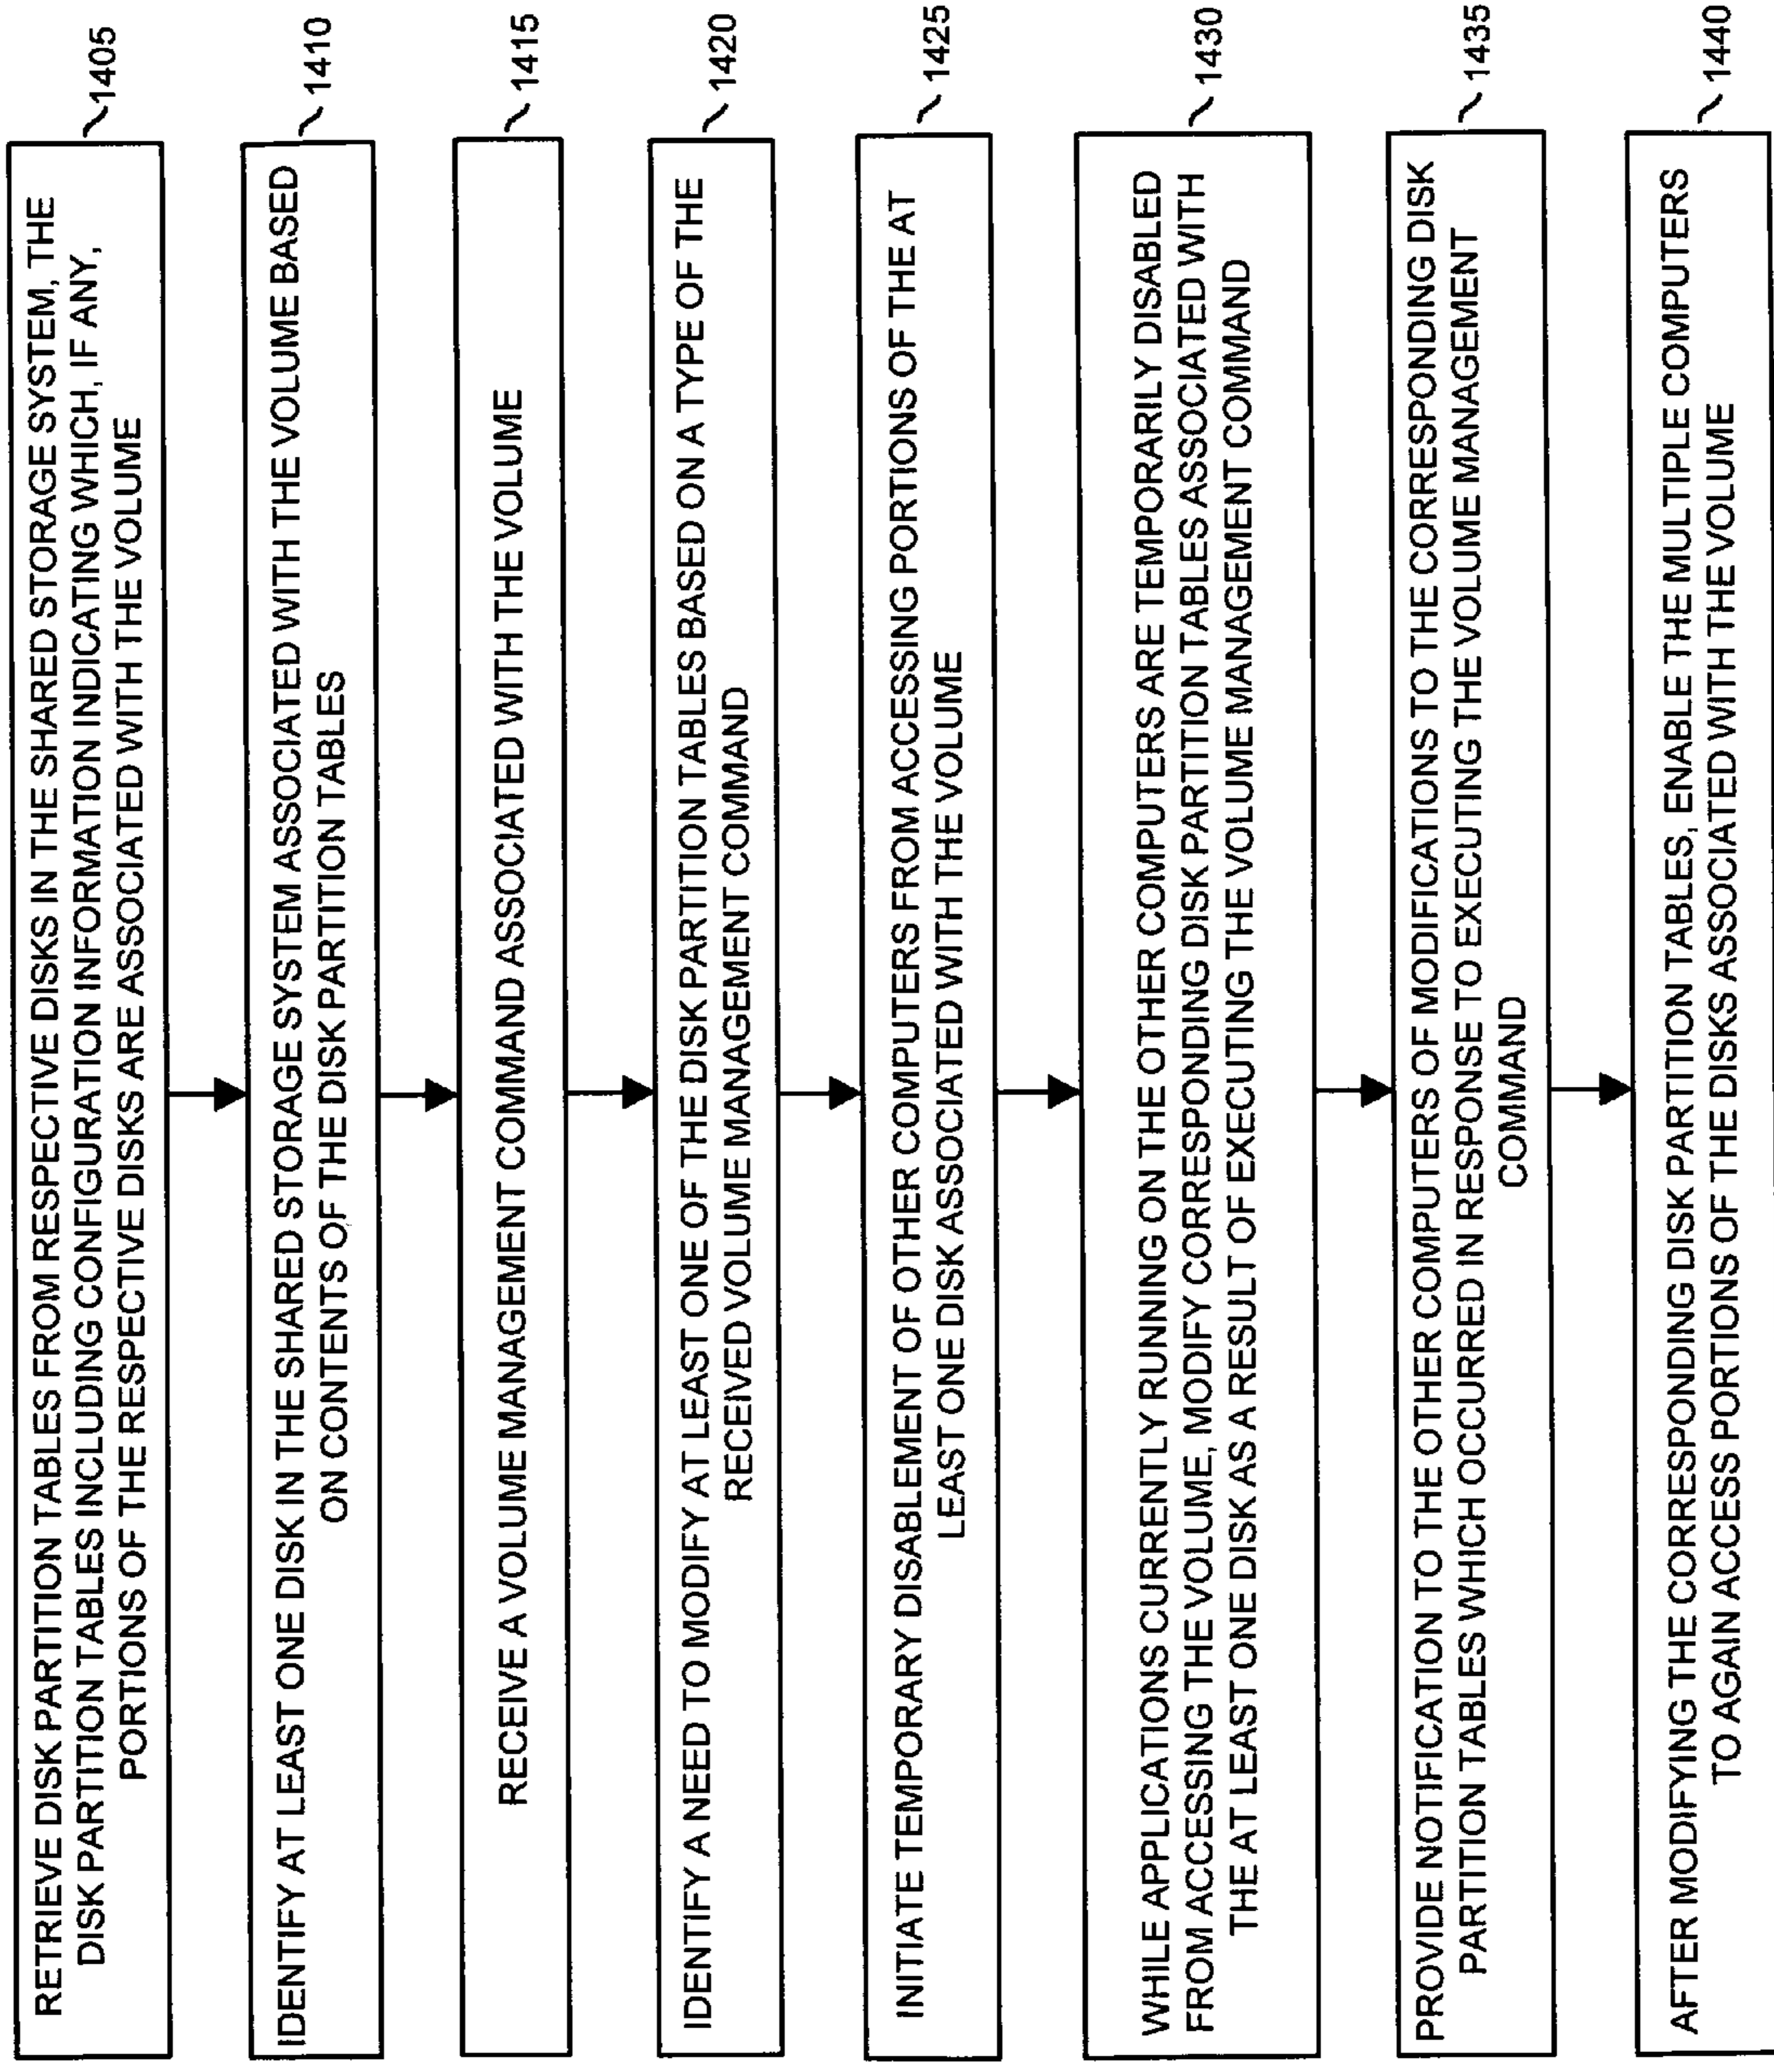 RETRIEVE DISK PARTITION TABLES FROM RESPECTIVE DISKS IN THE SHARED STORAGE SYSTEM, THE
DISK PARTITION TABLES INCLUDING CONFIGURATION INFORMATION INDICATING WHICH, IF ANY,
PORTIONS OF THE RESPECTIVE DISKS ARE ASSOCIATED WITH THE VOLUME
1405
IDENTIFY AT LEAST ONE DISK IN THE SHARED STORAGE SYSTEM ASSOCIATED WITH THE VOLUME BASED
ON CONTENTS OF THE DISK PARTITION TABLES
1410
RECEIVE A VOLUME MANAGEMENT COMMAND ASSOCIATED WITH THE VOLUME
1415
IDENTIFY A NEED TO MODIFY AT LEAST ONE OF THE DISK PARTITION TABLES BASED ON A TYPE OF THE
RECEIVED VOLUME MANAGEMENT COMMAND
1420
INITIATE TEMPORARY DISABLEMENT OF OTHER COMPUTERS FROM ACCESSING PORTIONS OF THE AT
LEAST ONE DISK ASSOCIATED WITH THE VOLUME
1425
WHILE APPLICATIONS CURRENTLY RUNNING ON THE OTHER COMPUTERS ARE TEMPORARILY DISABLED
FROM ACCESSING THE VOLUME, MODIFY CORRESPONDING DISK PARTITION TABLES ASSOCIATED WITH
THE AT LEAST ONE DISK AS A RESULT OF EXECUTING THE VOLUME MANAGEMENT COMMAND
1430
PROVIDE NOTIFICATION TO THE OTHER COMPUTERS OF MODIFICATIONS TO THE CORRESPONDING DISK
PARTITION TABLES WHICH OCCURRED IN RESPONSE TO EXECUTING THE VOLUME MANAGEMENT
COMMAND
1435
AFTER MODIFYING THE CORRESPONDING DISK PARTITION TABLES, ENABLE THE MULTIPLE COMPUTERS
TO AGAIN ACCESS PORTIONS OF THE DISKS ASSOCIATED WITH THE VOLUME
1440